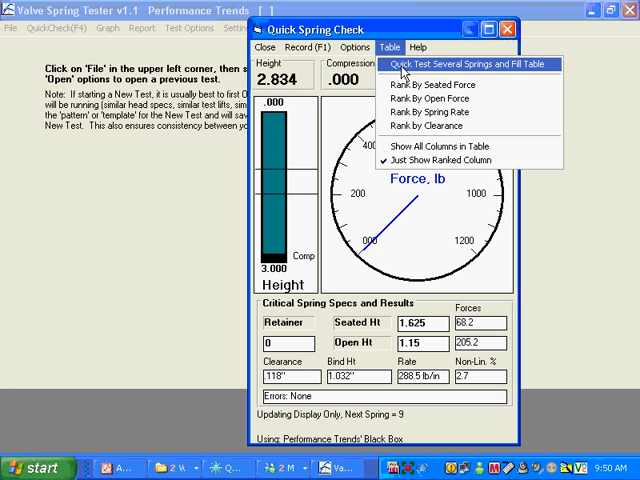 Valve Spring Tester v1.1   Performance Trends   [
File   QuickCheck(F4)   Graph   Report   Test Options
Click on 'File' in the upper left corner, then s
'Open' options to open a previous test.
Note:  If starting a New Test, it is usually best to first O
will be running (similar head specs, similar test lifts, sim
the 'pattern' or 'template' for the New Test and will sav
New Test.  This also ensures consistency betwee yo
Quick Spring Check
Close   Record (F1)   Options   Table   Help
Height   Compression
2.834   .000
Quick Test Several Springs and Fill Table
Rank By Seated Force
Rank By Open Force
Rank By Spring Rate
Rank by Clearance
Show All Columns in Table
Just Show Ranked Column
.000
Comp
3.000
Height
Force, lb
200
1000
000
1200
Critical Spring Specs and Results
Forces
Retainer   Seated Ht   1.625   68.2
0   Open Ht   1.15   205.2
Clearance   Bind Ht   Rate   Non-Lin. %
.118"   1.032"   288.5 lb/in   2.7
Errors: None
Updating Display Only, Next Spring = 9
Using: Performance Trends' Black Box
start   A...   2 W   Q...   2 M   Va...   9:50 AM